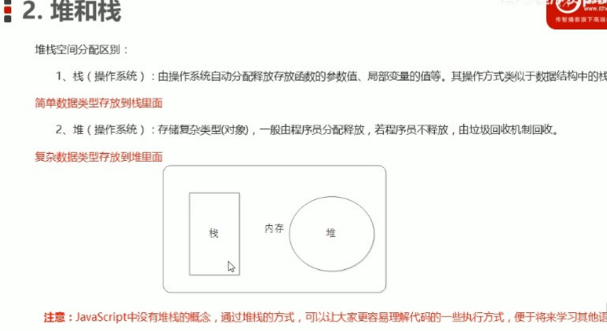 2. 堆和栈
堆栈空间分配区别：
1、栈（操作系统）：由操作系统自动分配释放存放函数的参数值、局部变量的值等。其操作方式类似于数据结构中的栈
简单数据类型存放到栈里面
2、堆（操作系统）：存储复杂类型(对象)，一般由程序员分配释放，若程序员不释放，由垃圾回收机制回收。
复杂数据类型存放到堆里面
栈
内存
堆
注意：JavaScript中没有堆栈的概念，通过堆栈的方式，可以让大家更容易理解代码的一些执行方式，便于将来学习其他语